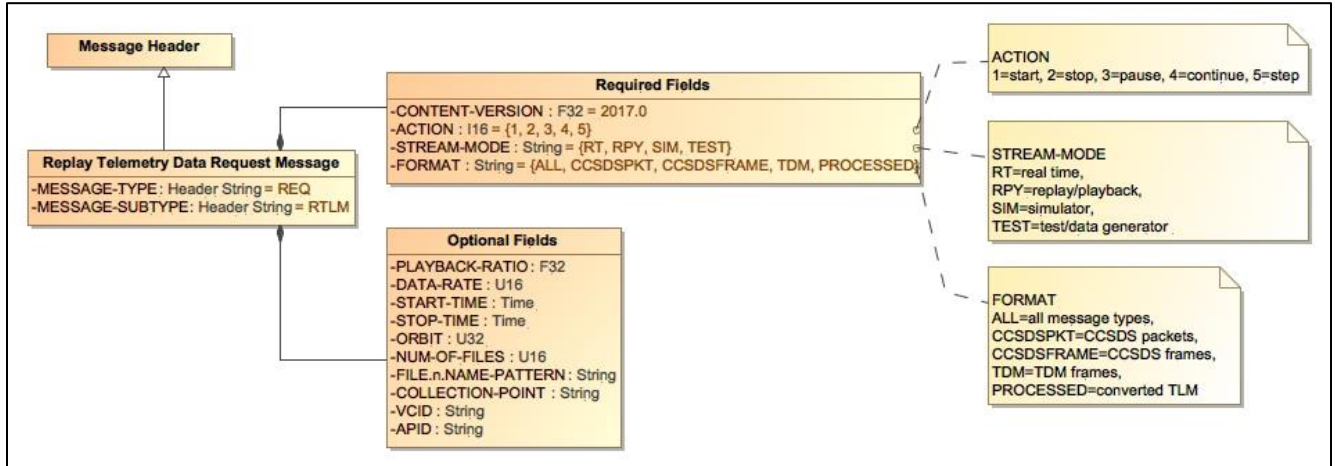 Message Header
Replay Telemetry Data Request Message
-MESSAGE-TYPE: Header String = REQ
-MESSAGE-SUBTYPE: Header String = RTLM
Required Fields
-CONTENT-VERSION : F32 = 2017.0
-ACTION : I16 = {1, 2, 3, 4, 5}
-STREAM-MODE : String = {RT, RPY, SIM, TEST}
-FORMAT : String = {ALL, CCSDSPKT, CCSDSFRAME, TDM, PROCESSED}
Optional Fields
-PLAYBACK-RATIO : F32
-DATA-RATE : U16
-START-TIME : Time
-STOP-TIME : Time
-ORBIT : U32
-NUM-OF-FILES : U16
-FILE.n.NAME-PATTERN : String
-COLLECTION-POINT : String
-VCID : String
-APID : String
ACTION
1=start, 2=stop, 3=pause, 4=continue, 5=step
STREAM-MODE
RT=real time,
RPY=replay/playback,
SIM=simulator,
TEST=test/data generator
FORMAT
ALL=all message types,
CCSDSPKT=CCSDS packets,
CCSDSFRAME=CCSDS frames,
TDM=TDM frames,
PROCESSED=converted TLM